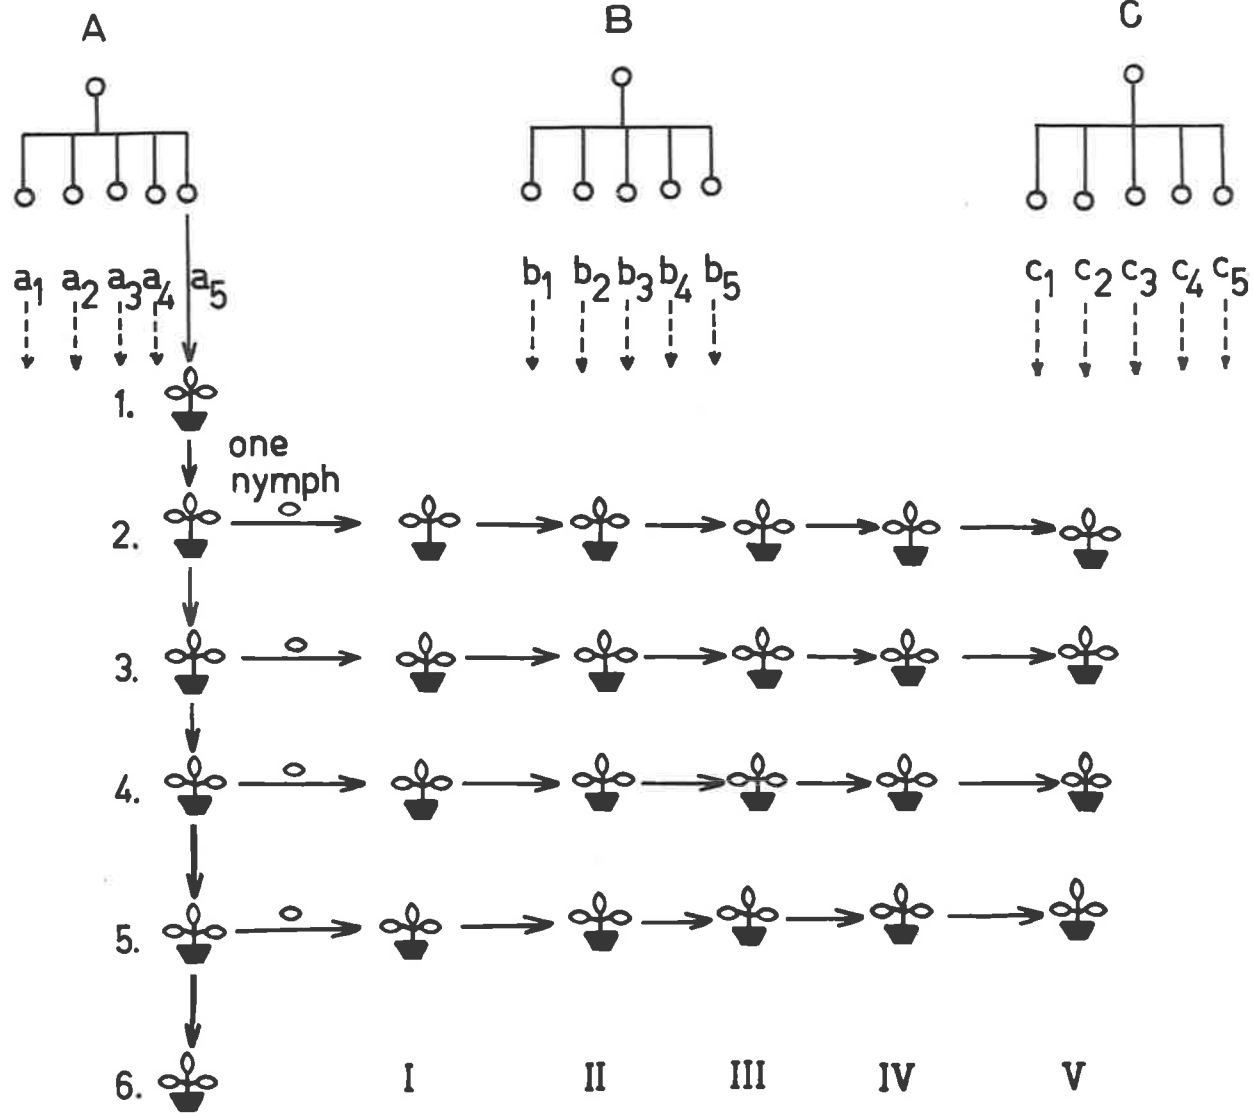 A B C
a1 a2 a3 a4 a5 b1 b2 b3 b4 b5 c1 c2 c3 c4 c5
1.
one
nymph
2.
3.
4.
5.
6. I II III IV V